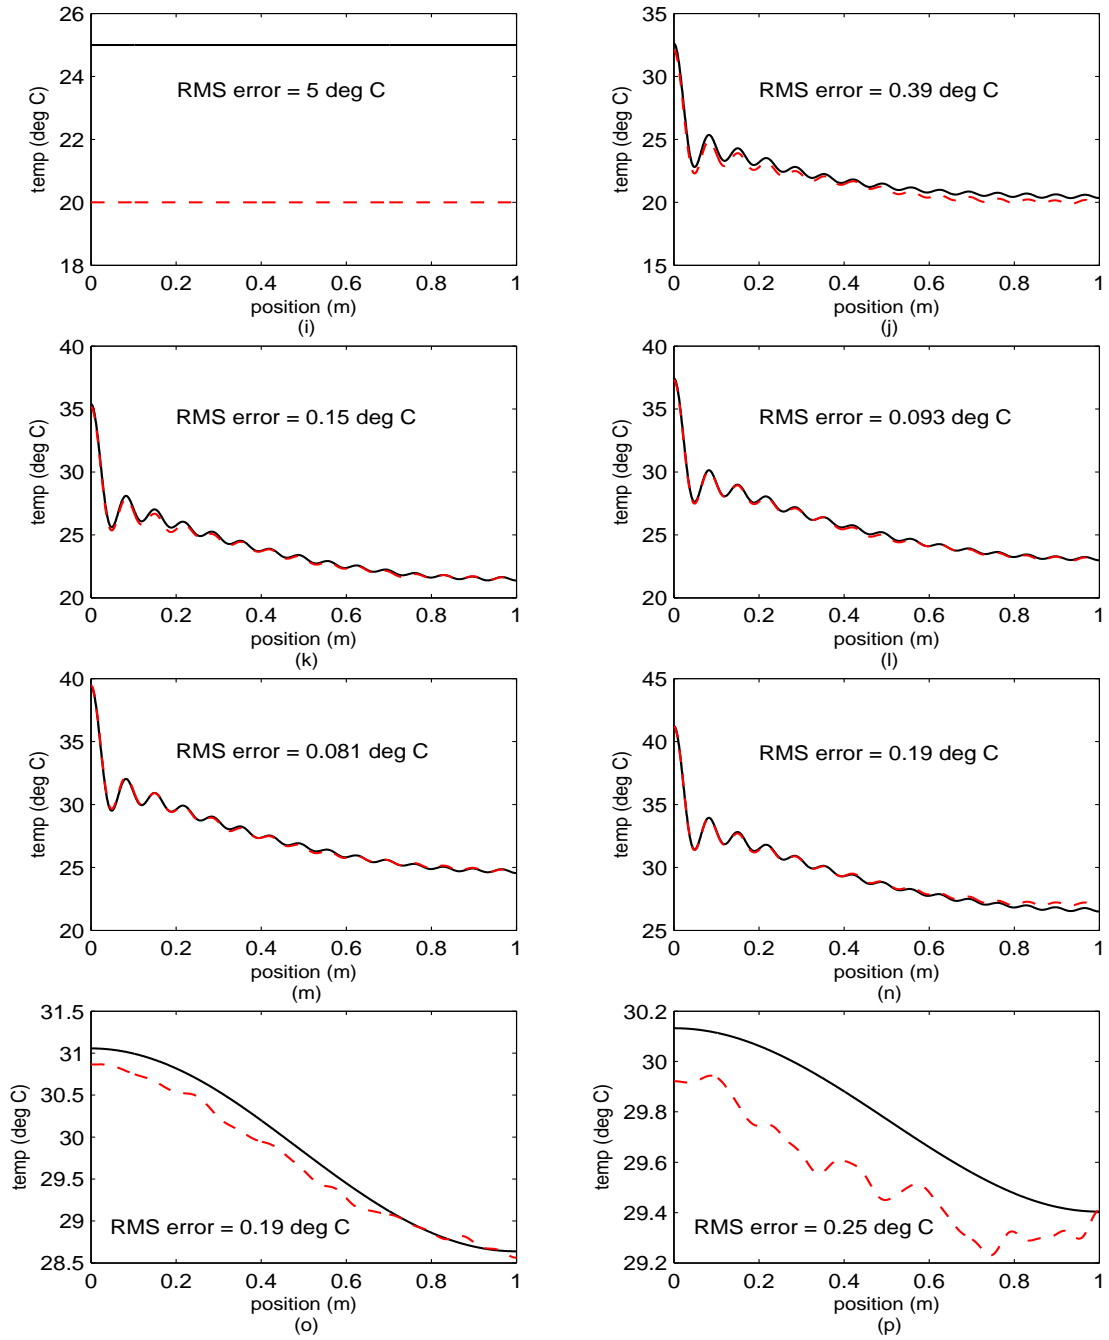 26
24
22
20
18
temp (deg C)
RMS error = 5 deg C
0 0.2 0.4 0.6 0.8 1
position (m)
(i)
35
30
25
20
15
temp (deg C)
RMS error = 0.39 deg C
0 0.2 0.4 0.6 0.8 1
position (m)
(j)
40
35
30
25
20
temp (deg C)
RMS error = 0.15 deg C
0 0.2 0.4 0.6 0.8 1
position (m)
(k)
40
35
30
25
20
temp (deg C)
RMS error = 0.093 deg C
0 0.2 0.4 0.6 0.8 1
position (m)
(l)
40
35
30
25
20
temp (deg C)
RMS error = 0.081 deg C
0 0.2 0.4 0.6 0.8 1
position (m)
(m)
45
40
35
30
25
temp (deg C)
RMS error = 0.19 deg C
0 0.2 0.4 0.6 0.8 1
position (m)
(n)
31.5
31
30.5
30
29.5
29
28.5
temp (deg C)
RMS error = 0.19 deg C
0 0.2 0.4 0.6 0.8 1
position (m)
(o)
30.2
30
29.8
29.6
29.4
29.2
temp (deg C)
RMS error = 0.25 deg C
0 0.2 0.4 0.6 0.8 1
position (m)
(p)